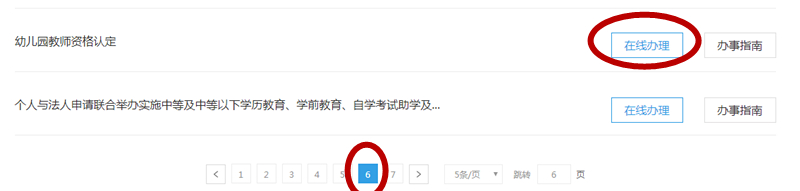 幼儿园教师资格认定 在线办理 办事指南
个人与法人申请联合举办实施中等及中等以下学历教育、学前教育、自学考试助学及... 在线办理 办事指南
< 1 2 3 4 5 6 7 > 5条/页 跳转 6 页